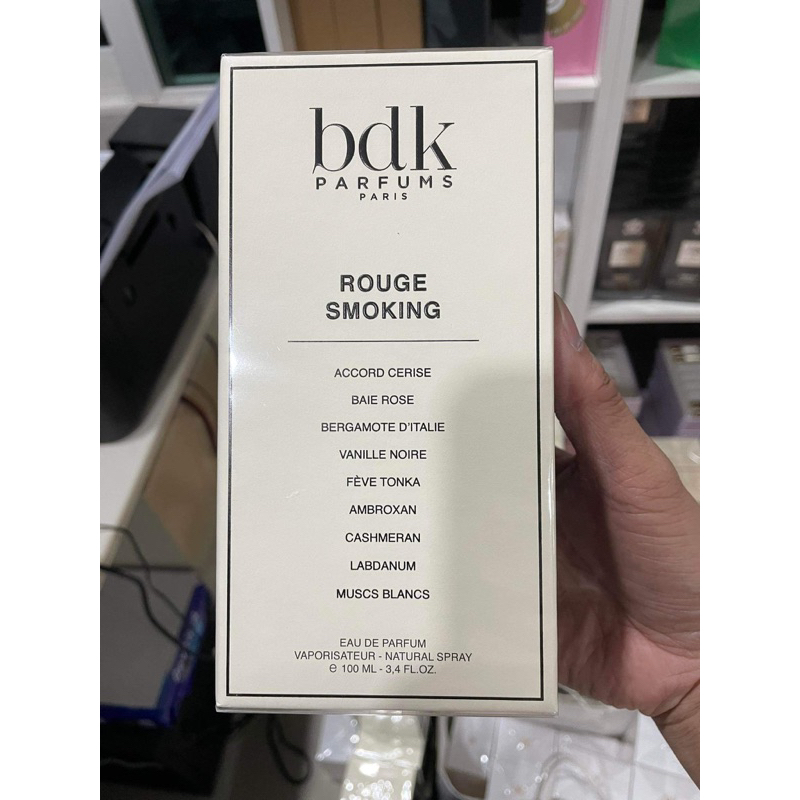 bdk
PARFUMS
PARIS
ROUGE
SMOKING
ACCORD CERISE
BAIE ROSE
BERGAMOTE D'ITALIE
VANILLE NOIRE
FÈVE TONKA
AMBROXAN
CASHMERAN
LABDANUM
MUSCS BLANCS
EAU DE PARFUM
VAPORISATEUR - NATURAL SPRAY
℮ 100 ML - 3,4 FL.OZ.